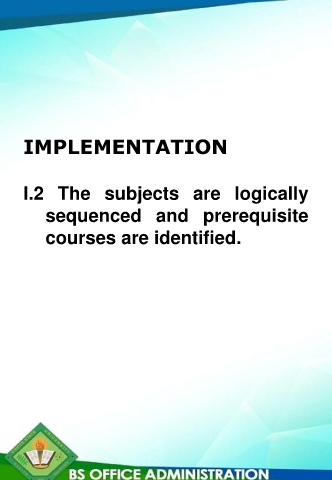 IMPLEMENTATION
I.2 The subjects are logically
sequenced and prerequisite
courses are identified.
BS OFFICE ADMINISTRATION